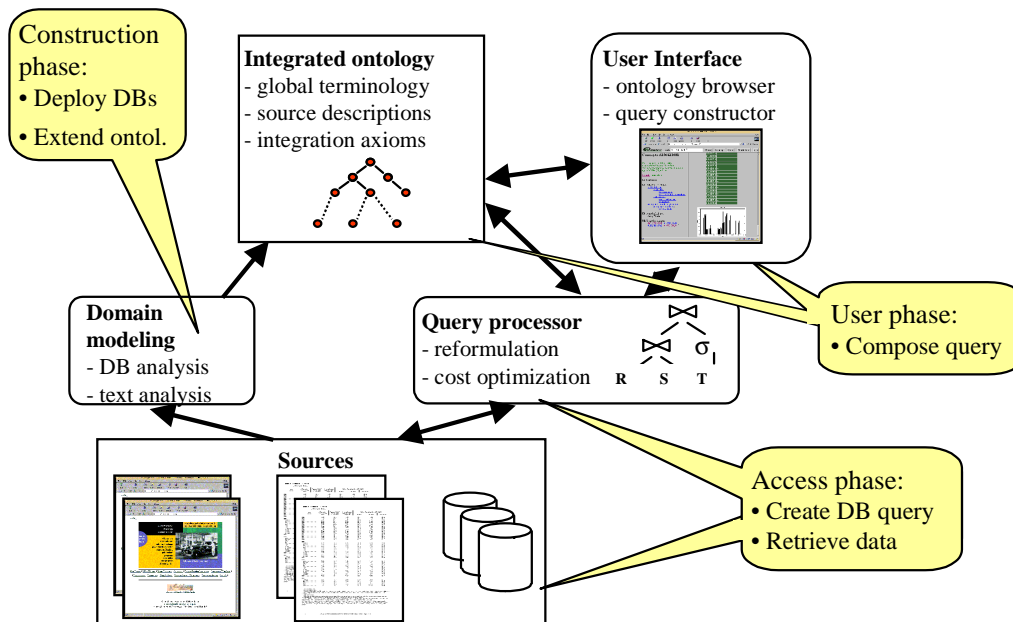 Construction
phase:
• Deploy DBs
• Extend ontol.
Integrated ontology
- global terminology
- source descriptions
- integration axioms
User Interface
- ontology browser
- query constructor
Domain
modeling
- DB analysis
- text analysis
Query processor
- reformulation
- cost optimization
σ
R S T
User phase:
• Compose query
Sources
Access phase:
• Create DB query
• Retrieve data